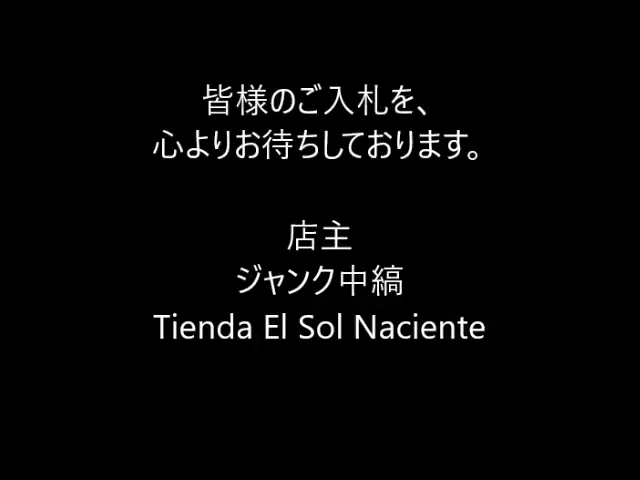 皆様のご入札を、
心よりお待ちしております。
店主
ジャンク中縞
Tienda El Sol Naciente